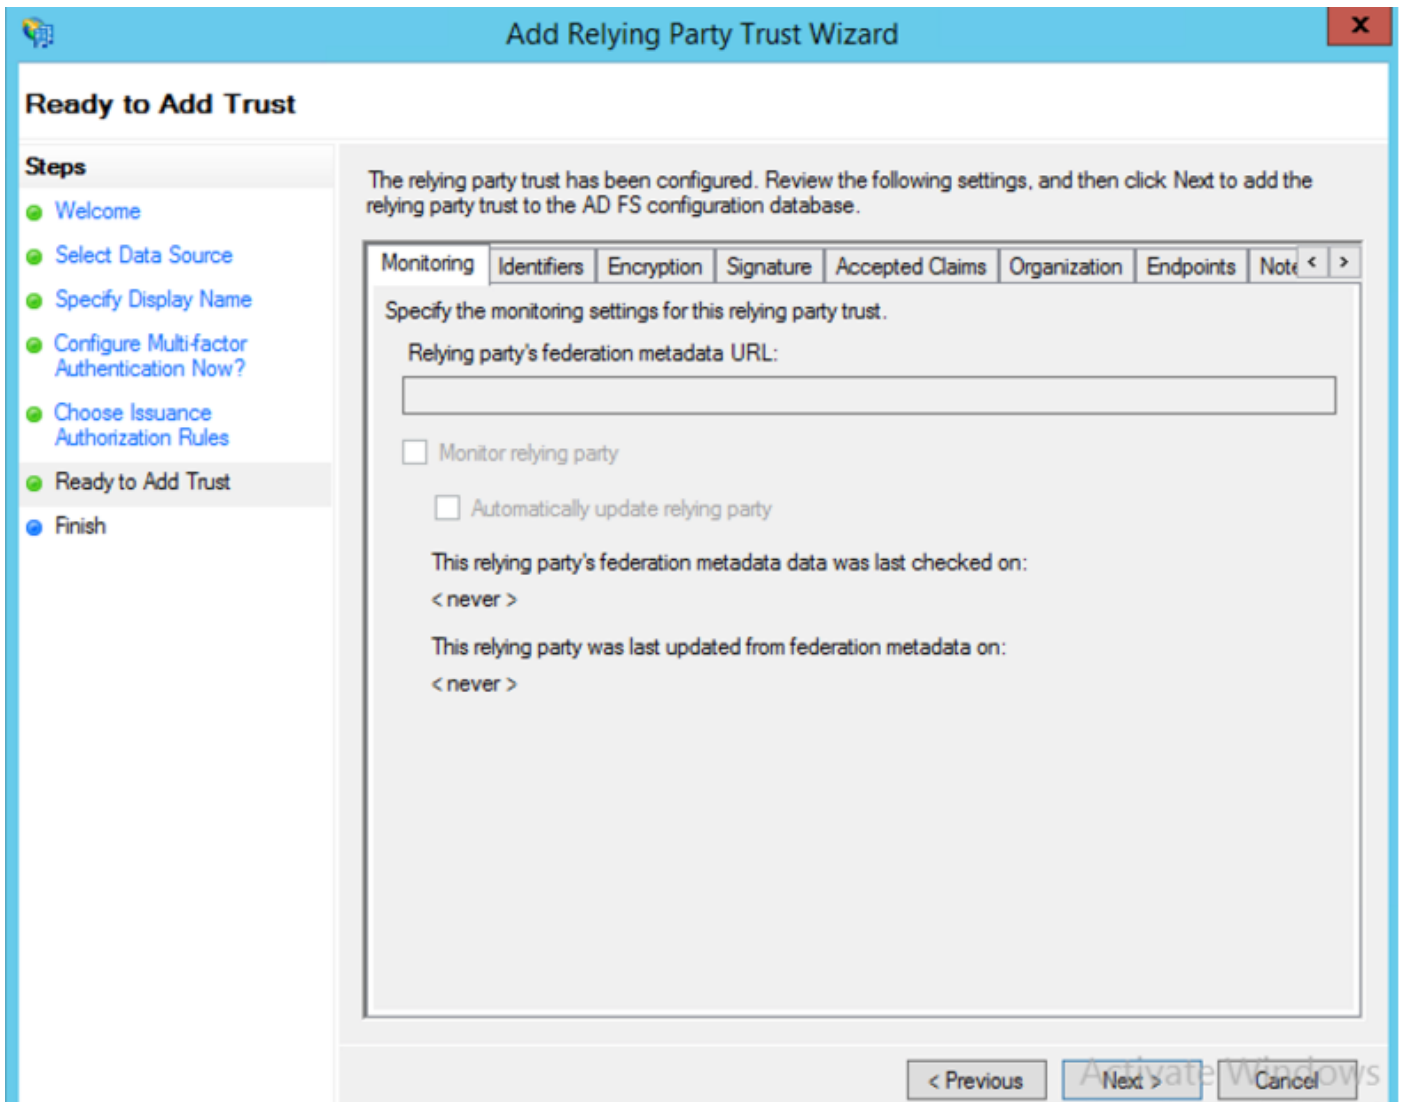 Add Relying Party Trust Wizard
X
Ready to Add Trust
Steps
Welcome
Select Data Source
Specify Display Name
Configure Multi-factor
Authentication Now?
Choose Issuance
Authorization Rules
Ready to Add Trust
Finish
The relying party trust has been configured. Review the following settings, and then click Next to add the
relying party trust to the AD FS configuration database.
Monitoring Identifiers Encryption Signature Accepted Claims Organization Endpoints Note < >
Specify the monitoring settings for this relying party trust.
Relying party's federation metadata URL:
Monitor relying party
Automatically update relying party
This relying party's federation metadata data was last checked on:
< never >
This relying party was last updated from federation metadata on:
< never >
< Previous Next > Cancel
Activate Windows